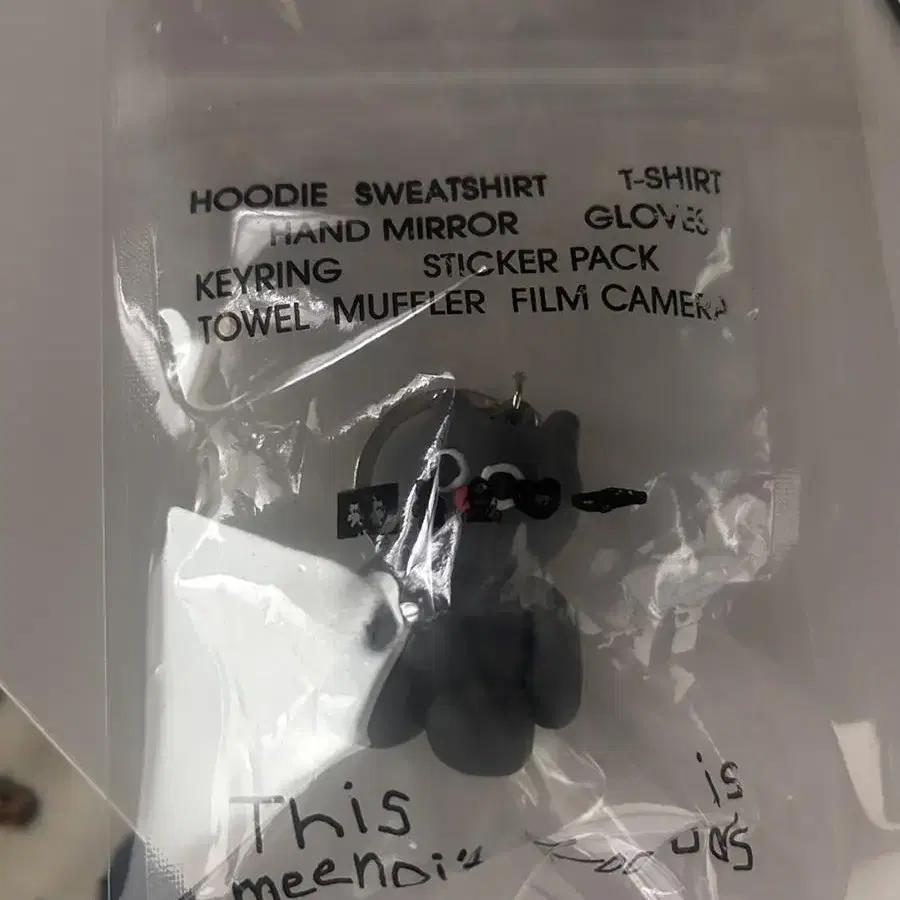 HOODIE SWEATSHIRT T-SHIRT
HAND MIRROR GLOVES
KEYRING STICKER PACK
TOWEL MUFFLER FILM CAMERA
This is